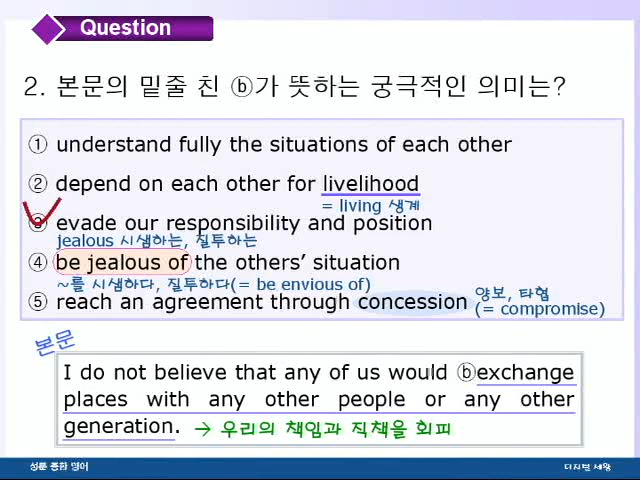 Question
2. 본문의 밑줄 친 ⓑ가 뜻하는 궁극적인 의미는?
① understand fully the situations of each other
② depend on each other for livelihood
= living 생계
③ evade our responsibility and position
jealous 시샘하는, 질투하는
④ be jealous of the others’ situation
~를 시샘하다, 질투하다(= be envious of)
⑤ reach an agreement through concession
양보, 타협
(= compromise)
본문
I do not believe that any of us would ⓑexchange
places with any other people or any other
generation. → 우리의 책임과 직책을 회피
성문 종합 영어
디지털 세상